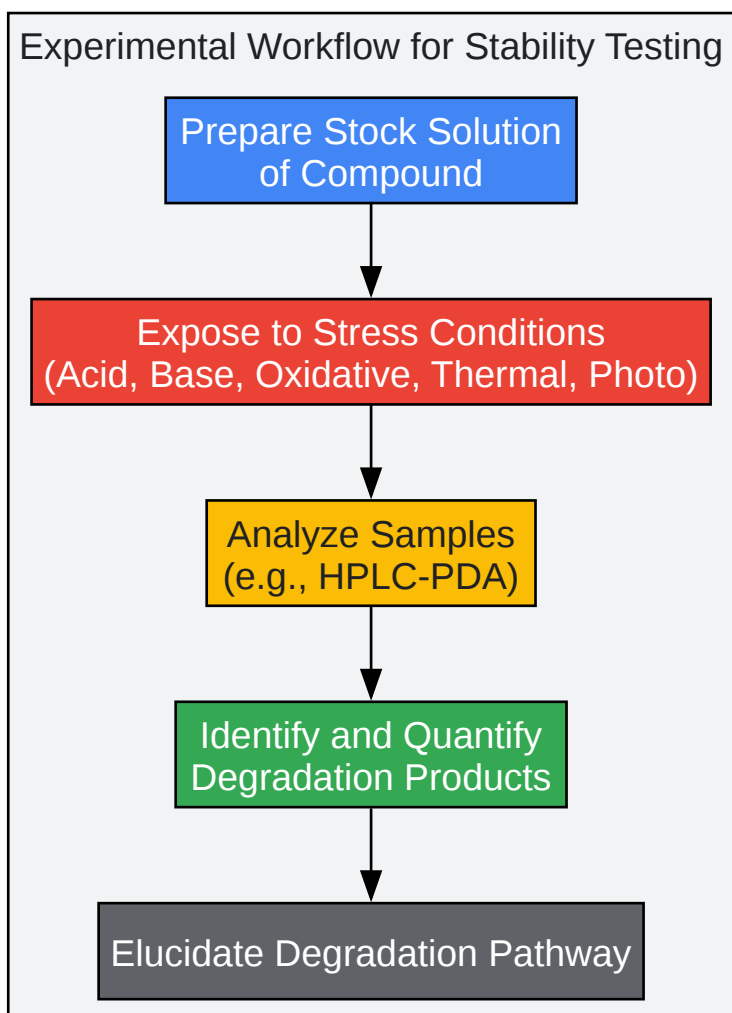 Experimental Workflow for Stability Testing
Prepare Stock Solution
of Compound
Expose to Stress Conditions
(Acid, Base, Oxidative, Thermal, Photo)
Analyze Samples
(e.g., HPLC-PDA)
Identify and Quantify
Degradation Products
Elucidate Degradation Pathway